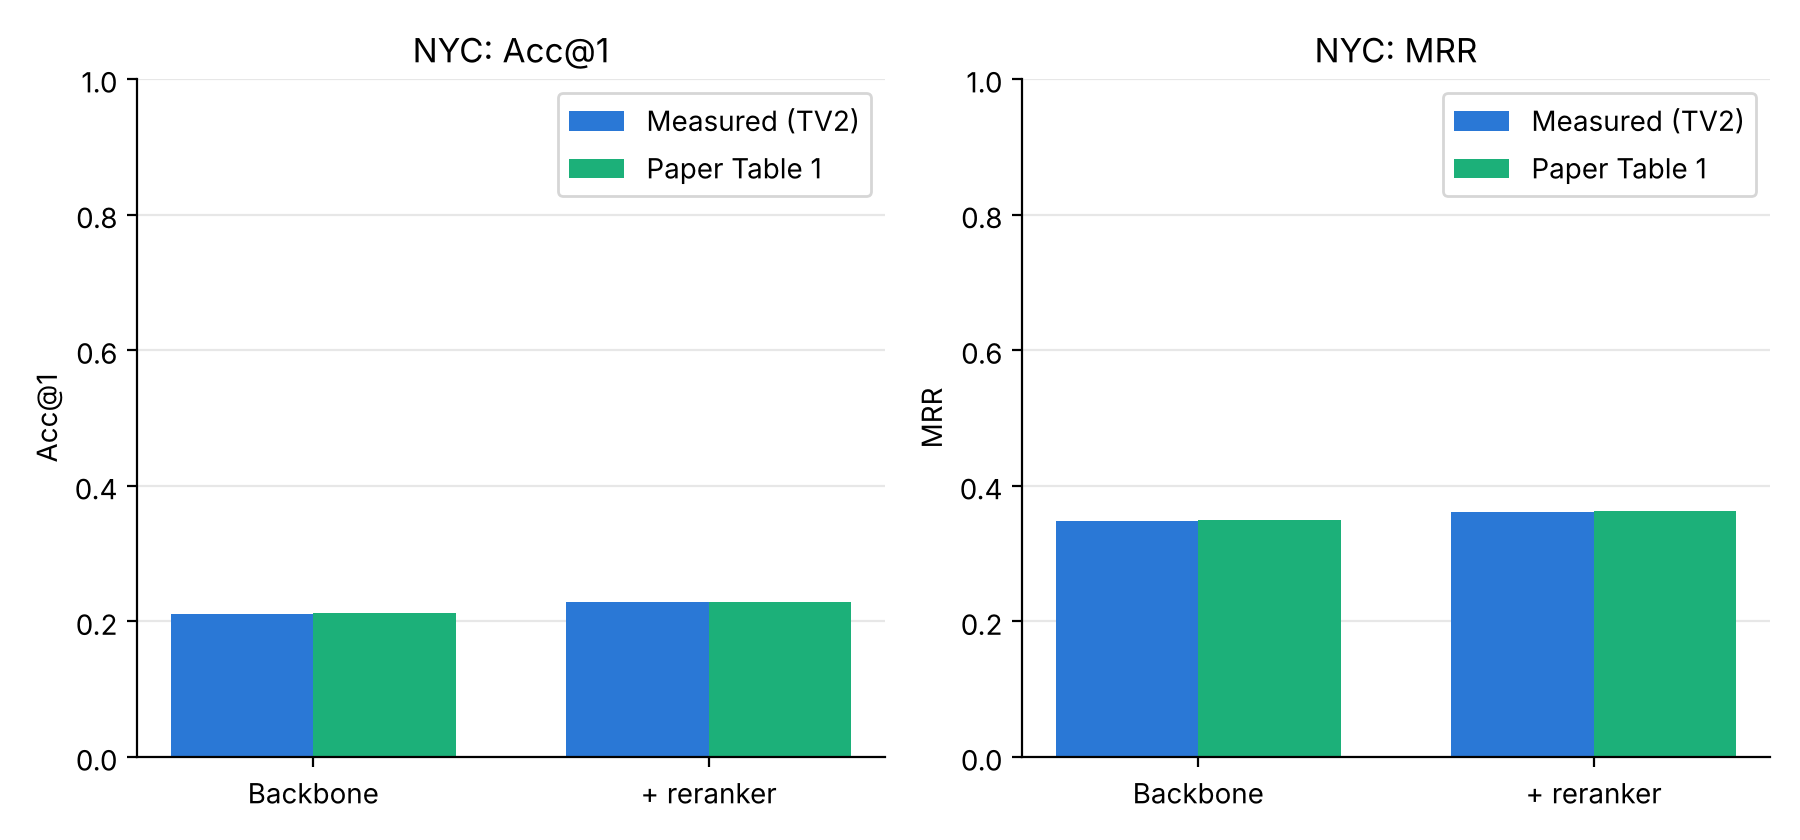 NYC: Acc@1
1.0
0.8
0.6
0.4
0.2
0.0
Acc@1
Measured (TV2)
Paper Table 1
Backbone
+ reranker
NYC: MRR
1.0
0.8
0.6
0.4
0.2
0.0
MRR
Measured (TV2)
Paper Table 1
Backbone
+ reranker